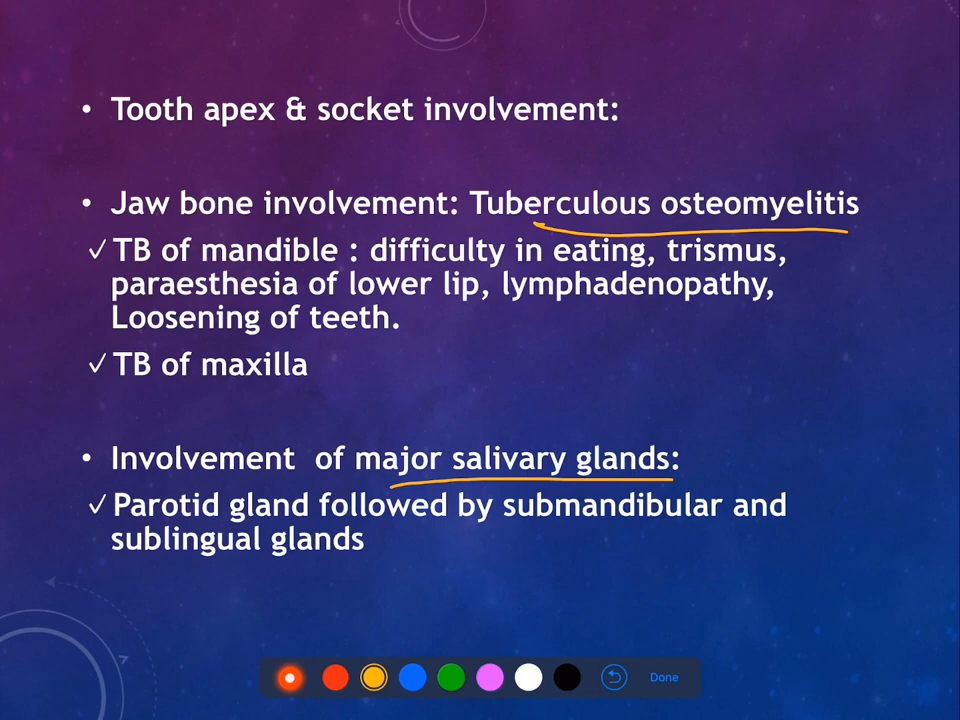 • Tooth apex & socket involvement:
• Jaw bone involvement: Tuberculous osteomyelitis
✓ TB of mandible : difficulty in eating, trismus,
paraesthesia of lower lip, lymphadenopathy,
Loosening of teeth.
✓ TB of maxilla
• Involvement of major salivary glands:
✓ Parotid gland followed by submandibular and
sublingual glands
Done